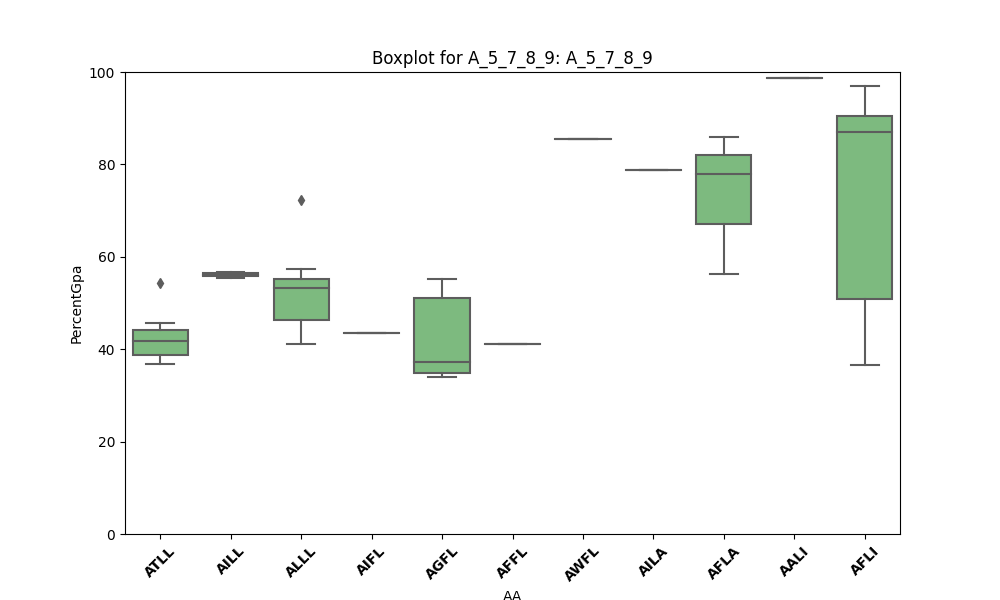 Boxplot for A_5_7_8_9: A_5_7_8_9
100
80
60
40
20
0
PercentGpa
ATLL AILL ALLL AIFL AGFL AFFL AWFL AILA AFLA AALI AFLI
AA